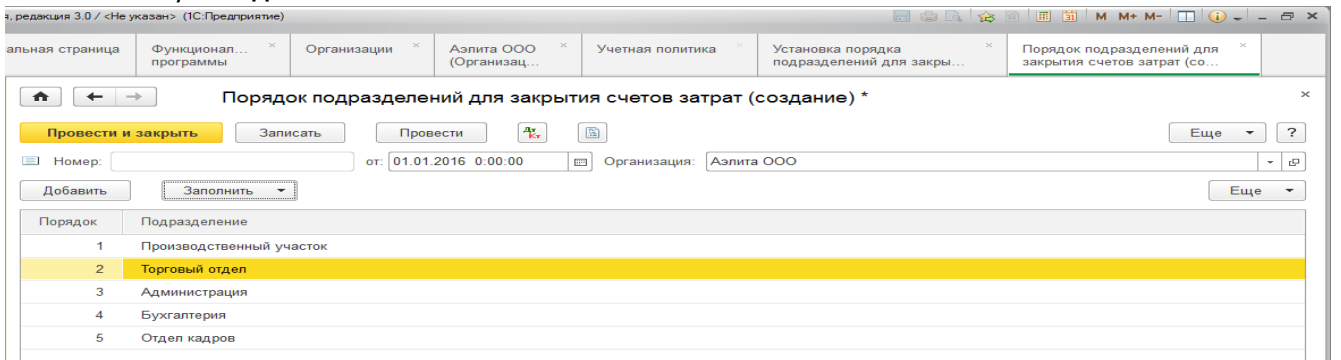 я, редакция 3.0 / <Не указан> (1С:Предприятие) M M+ M-
альная страница
Функционал... программы
Организации
Аэлита ООО (Организац...
Учетная политика
Установка порядка подразделений для закры...
Порядок подразделений для закрытия счетов затрат (со...
Порядок подразделений для закрытия счетов затрат (создание) *
Провести и закрыть Записать Провести Дт Кт Еще ?
Номер: от: 01.01.2016 0:00:00 Организация: Аэлита ООО
Добавить Заполнить Еще
Порядок Подразделение
1 Производственный участок
2 Торговый отдел
3 Администрация
4 Бухгалтерия
5 Отдел кадров